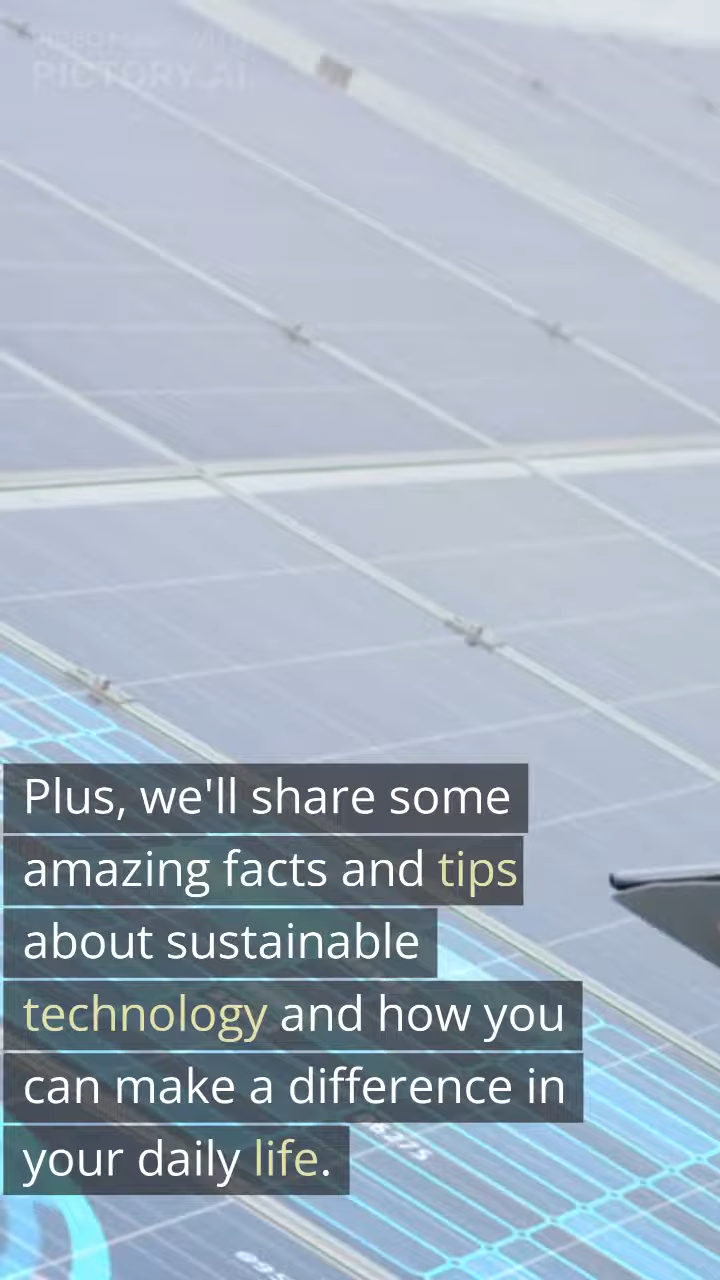 PICTORY.AI
Plus, we'll share some
amazing facts and tips
about sustainable
technology and how you
can make a difference in
your daily life.